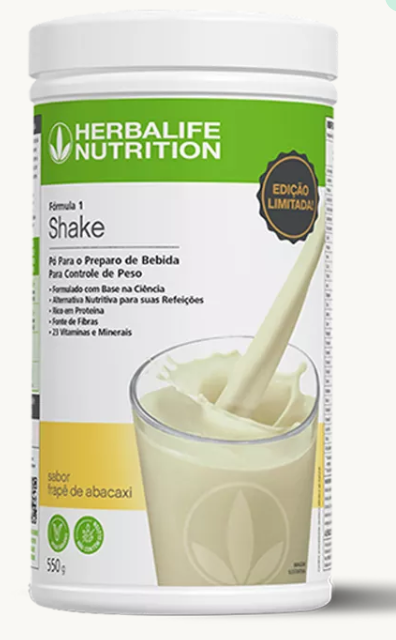 HERBALIFE
NUTRITION
EDIÇÃO
LIMITADA!
Fórmula 1
Shake
Pó Para o Preparo de Bebida
Para Controle de Peso
• Formulado com Base na Ciência
• Alternativa Nutritiva para suas Refeições
• Rico em Proteína
• Fonte de Fibras
• 23 Vitaminas e Minerais
sabor
frapê de abacaxi
550 g